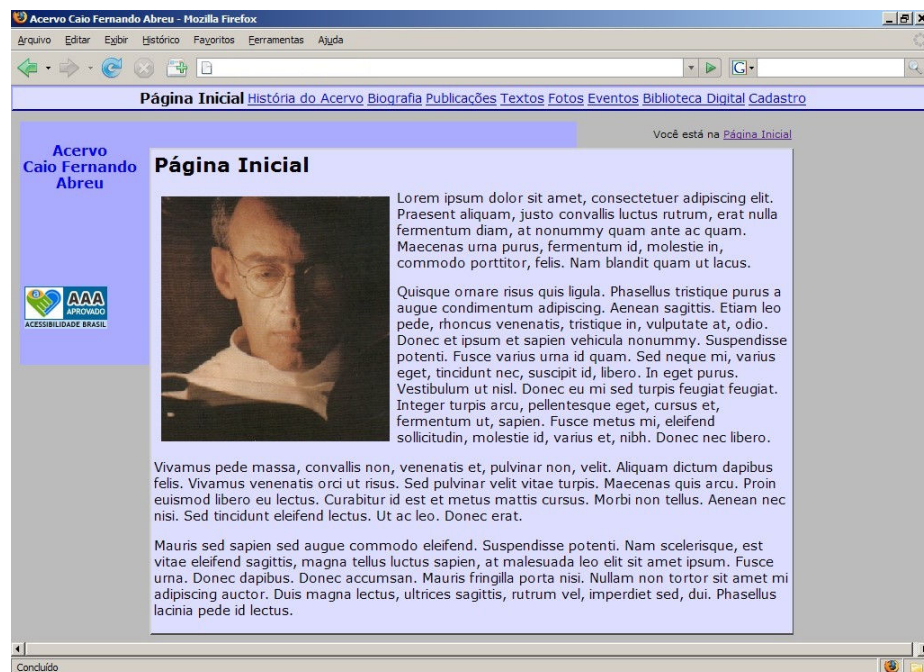 Acervo Caio Fernando Abreu - Mozilla Firefox
Arquivo Editar Exibir Histórico Favoritos Ferramentas Ajuda
G
Página Inicial História do Acervo Biografia Publicações Textos Fotos Eventos Biblioteca Digital Cadastro
Você está na Página Inicial
Acervo
Caio Fernando
Abreu
AAA
APROVADO
ACESSIBILIDADE BRASIL
Página Inicial
Lorem ipsum dolor sit amet, consectetuer adipiscing elit.
Praesent aliquam, justo convallis luctus rutrum, erat nulla
fermentum diam, at nonummy quam ante ac quam.
Maecenas urna purus, fermentum id, molestie in,
commodo porttitor, felis. Nam blandit quam ut lacus.
Quisque ornare risus quis ligula. Phasellus tristique purus a
augue condimentum adipiscing. Aenean sagittis. Etiam leo
pede, rhoncus venenatis, tristique in, vulputate at, odio.
Donec et ipsum et sapien vehicula nonummy. Suspendisse
potenti. Fusce varius urna id quam. Sed neque mi, varius
eget, tincidunt nec, suscipit id, libero. In eget purus.
Vestibulum ut nisl. Donec eu mi sed turpis feugiat feugiat.
Integer turpis arcu, pellentesque eget, cursus et,
fermentum ut, sapien. Fusce metus mi, eleifend
sollicitudin, molestie id, varius et, nibh. Donec nec libero.
Vivamus pede massa, convallis non, venenatis et, pulvinar non, velit. Aliquam dictum dapibus
felis. Vivamus venenatis orci ut risus. Sed pulvinar velit vitae turpis. Maecenas quis arcu. Proin
euismod libero eu lectus. Curabitur id est et metus mattis cursus. Morbi non tellus. Aenean nec
nisi. Sed tincidunt eleifend lectus. Ut ac leo. Donec erat.
Mauris sed sapien sed augue commodo eleifend. Suspendisse potenti. Nam scelerisque, est
vitae eleifend sagittis, magna tellus luctus sapien, at malesuada leo elit sit amet ipsum. Fusce
urna. Donec dapibus. Donec accumsan. Mauris fringilla porta nisi. Nullam non tortor sit amet mi
adipiscing auctor. Duis magna lectus, ultrices sagittis, rutrum vel, imperdiet sed, dui. Phasellus
lacinia pede id lectus.
Concluído